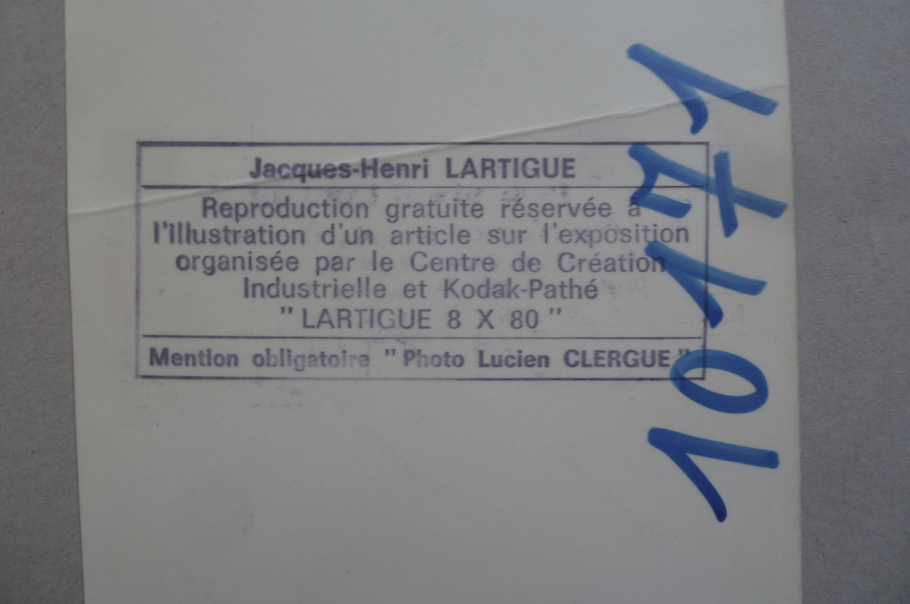 Jacques-Henri LARTIGUE
Reproduction gratuite réservée à
l'illustration d'un article sur l'exposition
organisée par le Centre de Création
Industrielle et Kodak-Pathé
" LARTIGUE 8 X 80 "
Mention obligatoire " Photo Lucien CLERGUE "
10171